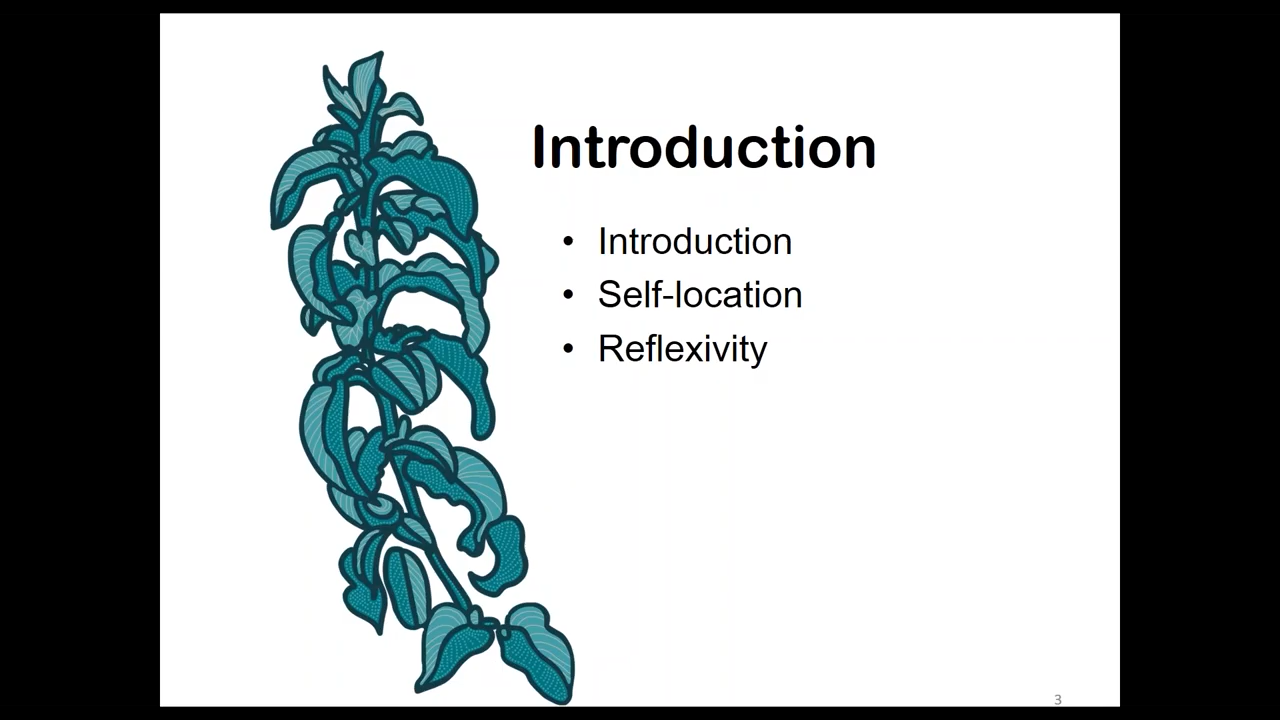 Introduction
• Introduction
• Self-location
• Reflexivity
3